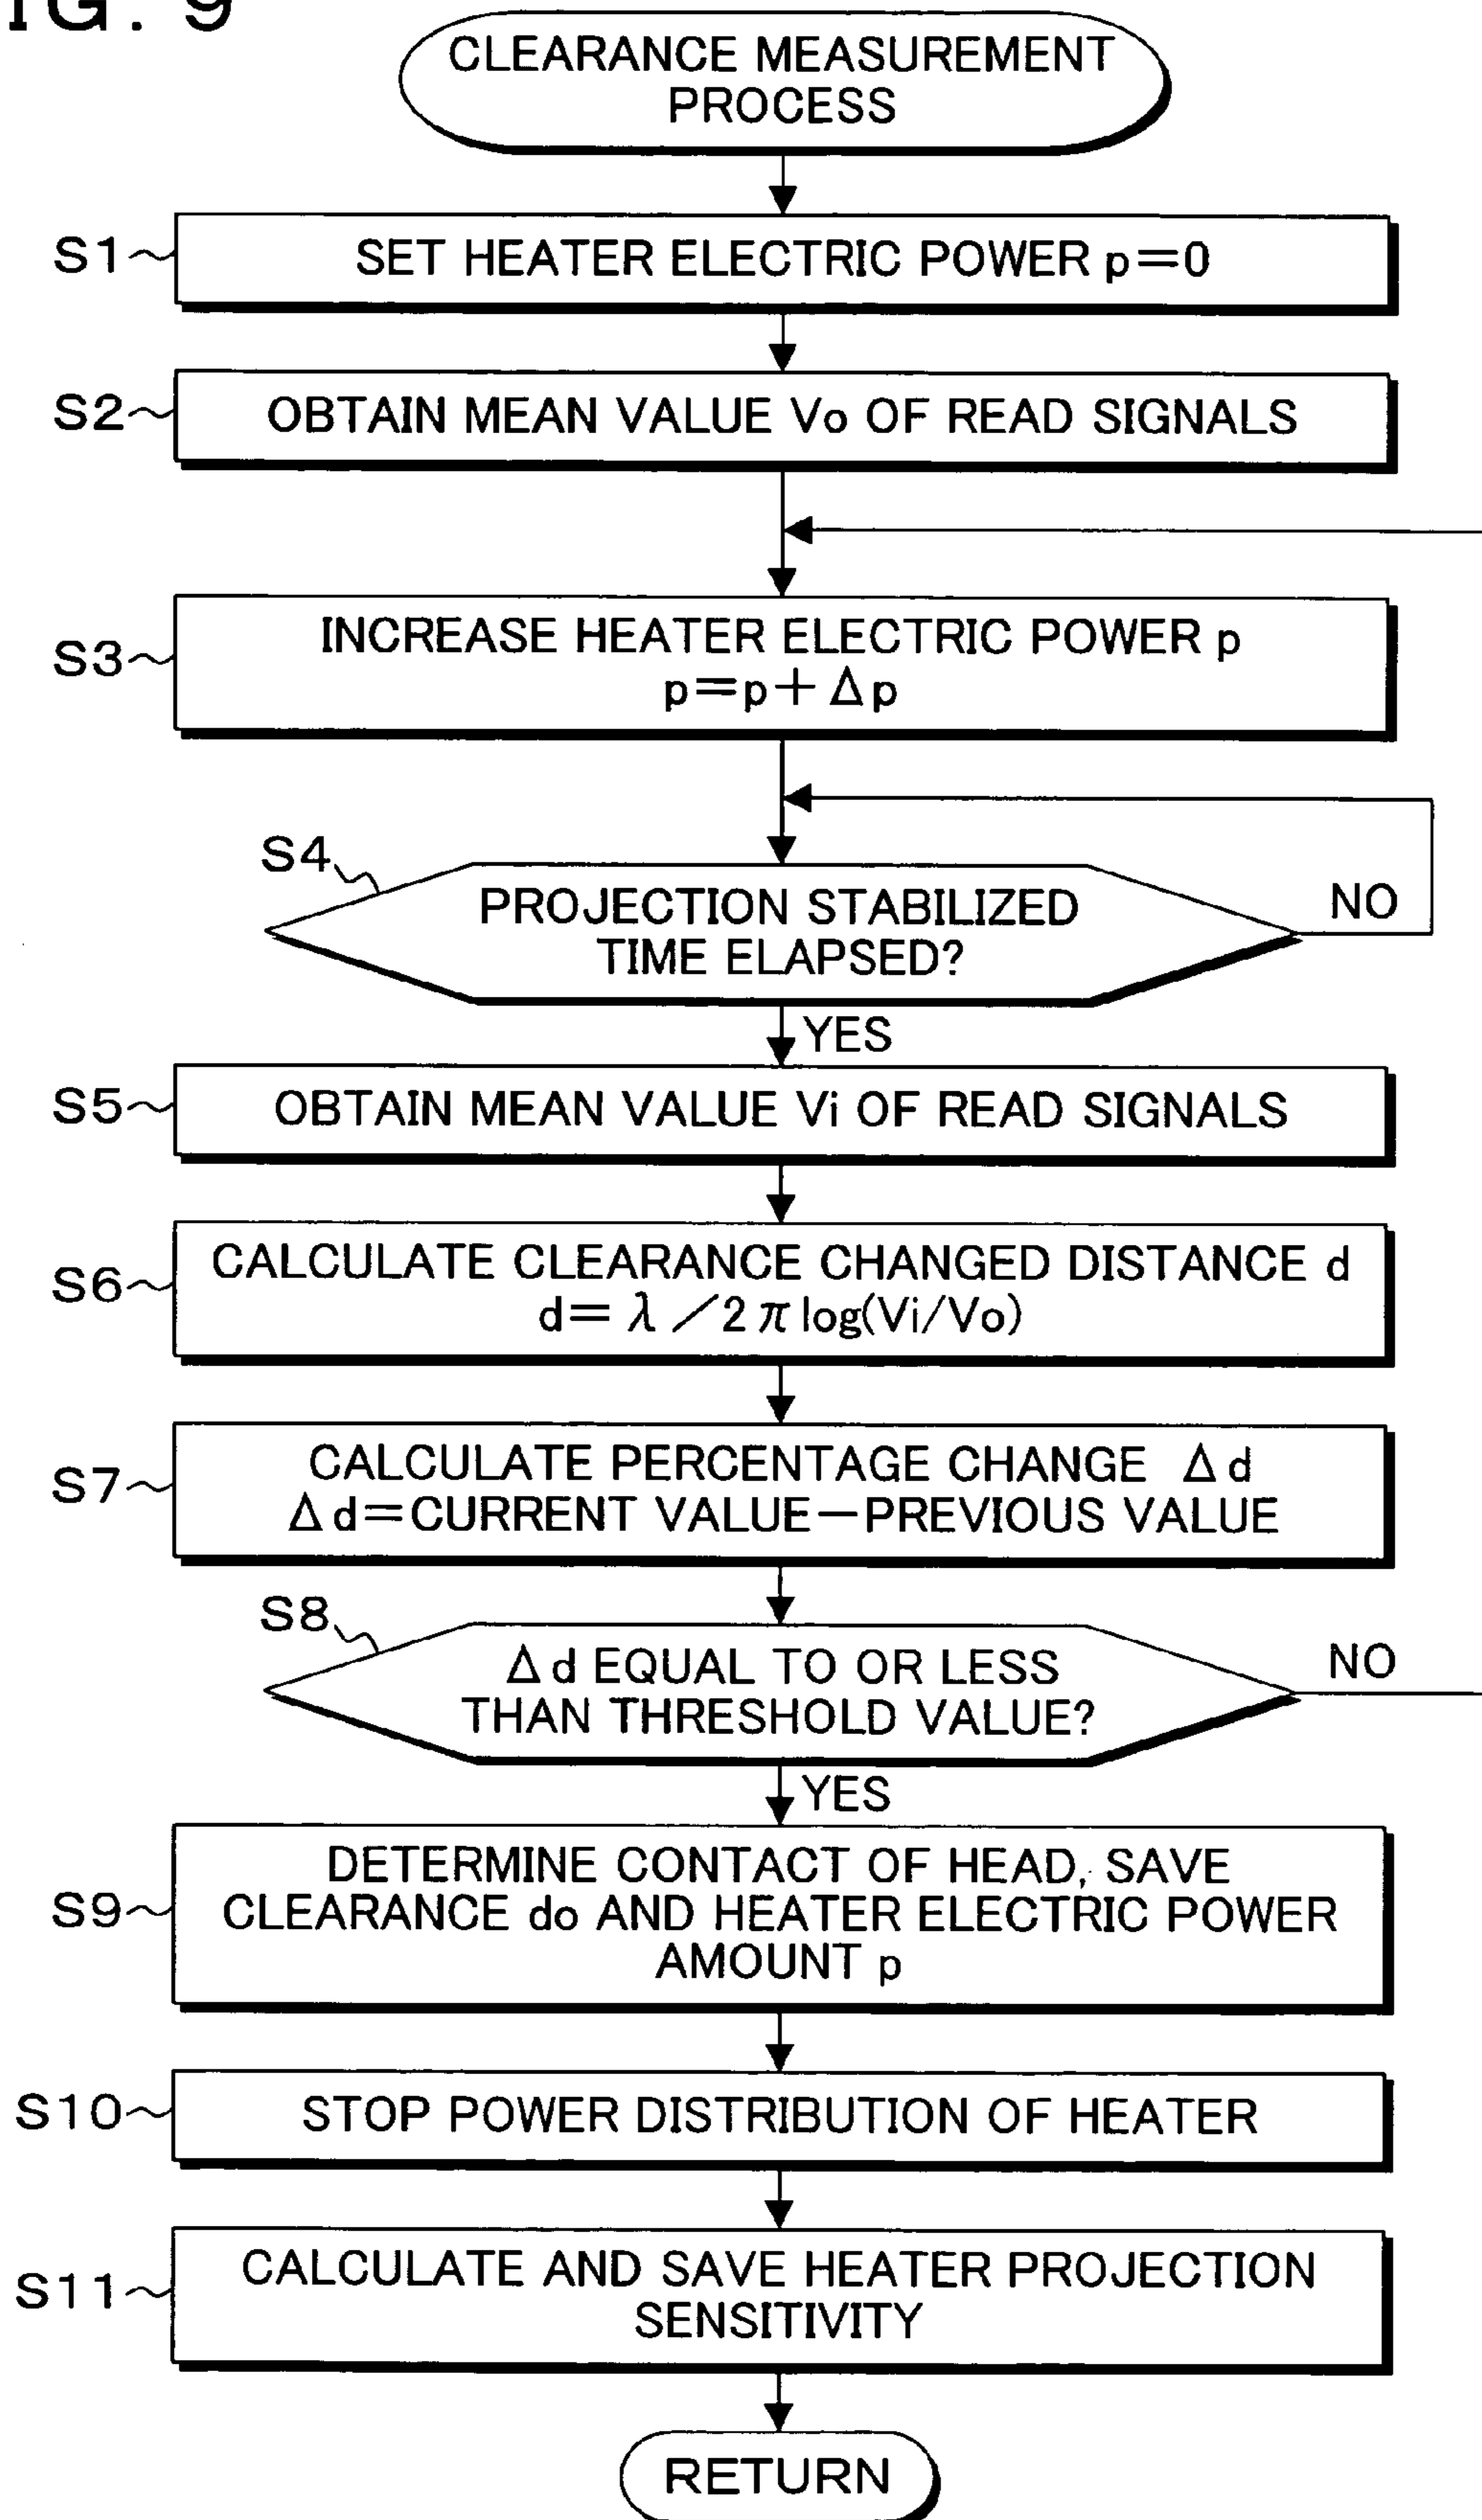 IG. 9
CLEARANCE MEASUREMENT
PROCESS
S1
SET HEATER ELECTRIC POWER p=0
S2
OBTAIN MEAN VALUE Vo OF READ SIGNALS
S3
INCREASE HEATER ELECTRIC POWER p
p=p+Δp
S4
PROJECTION STABILIZED
TIME ELAPSED?
NO
YES
S5
OBTAIN MEAN VALUE Vi OF READ SIGNALS
S6
CALCULATE CLEARANCE CHANGED DISTANCE d
d=λ/2πlog(Vi/Vo)
S7
CALCULATE PERCENTAGE CHANGE Δd
Δd=CURRENT VALUE−PREVIOUS VALUE
S8
Δd EQUAL TO OR LESS
THAN THRESHOLD VALUE?
NO
YES
S9
DETERMINE CONTACT OF HEAD, SAVE
CLEARANCE do AND HEATER ELECTRIC POWER
AMOUNT p
S10
STOP POWER DISTRIBUTION OF HEATER
S11
CALCULATE AND SAVE HEATER PROJECTION
SENSITIVITY
RETURN